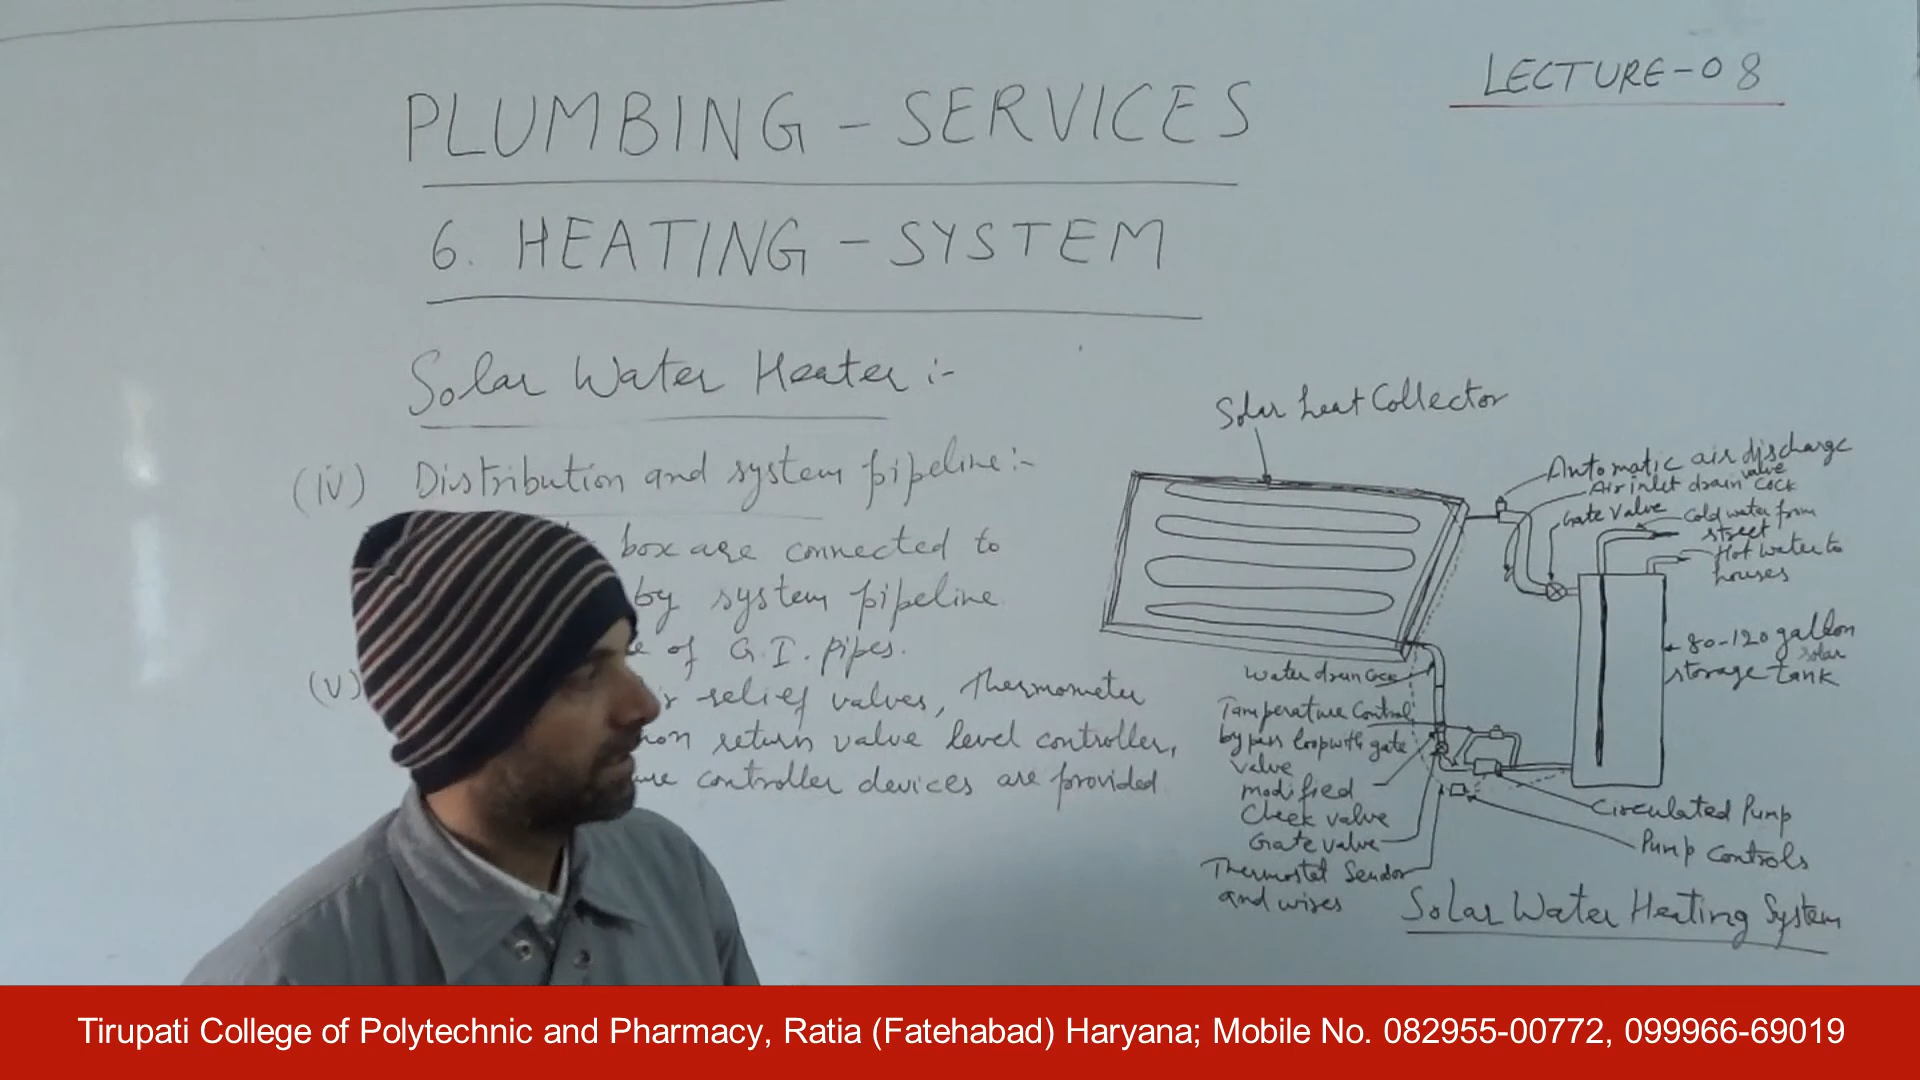 LECTURE-08
PLUMBING - SERVICES
6. HEATING - SYSTEM
Solar Water Heater :-
(iv) Distribution and system pipeline:-
box are connected to
by system pipeline
of G.I. pipes.
(v) relief valves, Thermometer
non return valve level controller,
controller devices are provided
Solar heat Collector
Automatic air discharge
valve
Air inlet drain cock
Gate Valve
Cold water from
street
Hot water to
houses
80-120 gallon
solar
storage tank
Water drain Cock
Tamperature Control
by pass loop with gate
valve
modified
Check valve
Gate valve
Thermostat Sensor
and wires
Circulated Pump
Pump Controls
Solar Water Heating System
Tirupati College of Polytechnic and Pharmacy, Ratia (Fatehabad) Haryana; Mobile No. 082955-00772, 099966-69019